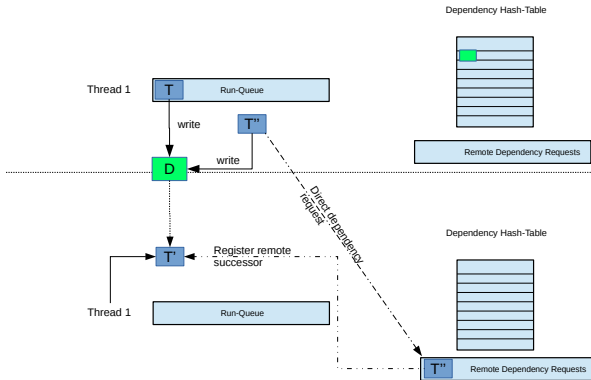 Dependency Hash-Table
Thread 1
T
Run-Queue
write
T"
write
D
Remote Dependency Requests
Direct dependency
request
Dependency Hash-Table
T'
Register remote
successor
Thread 1
Run-Queue
T"
Remote Dependency Requests